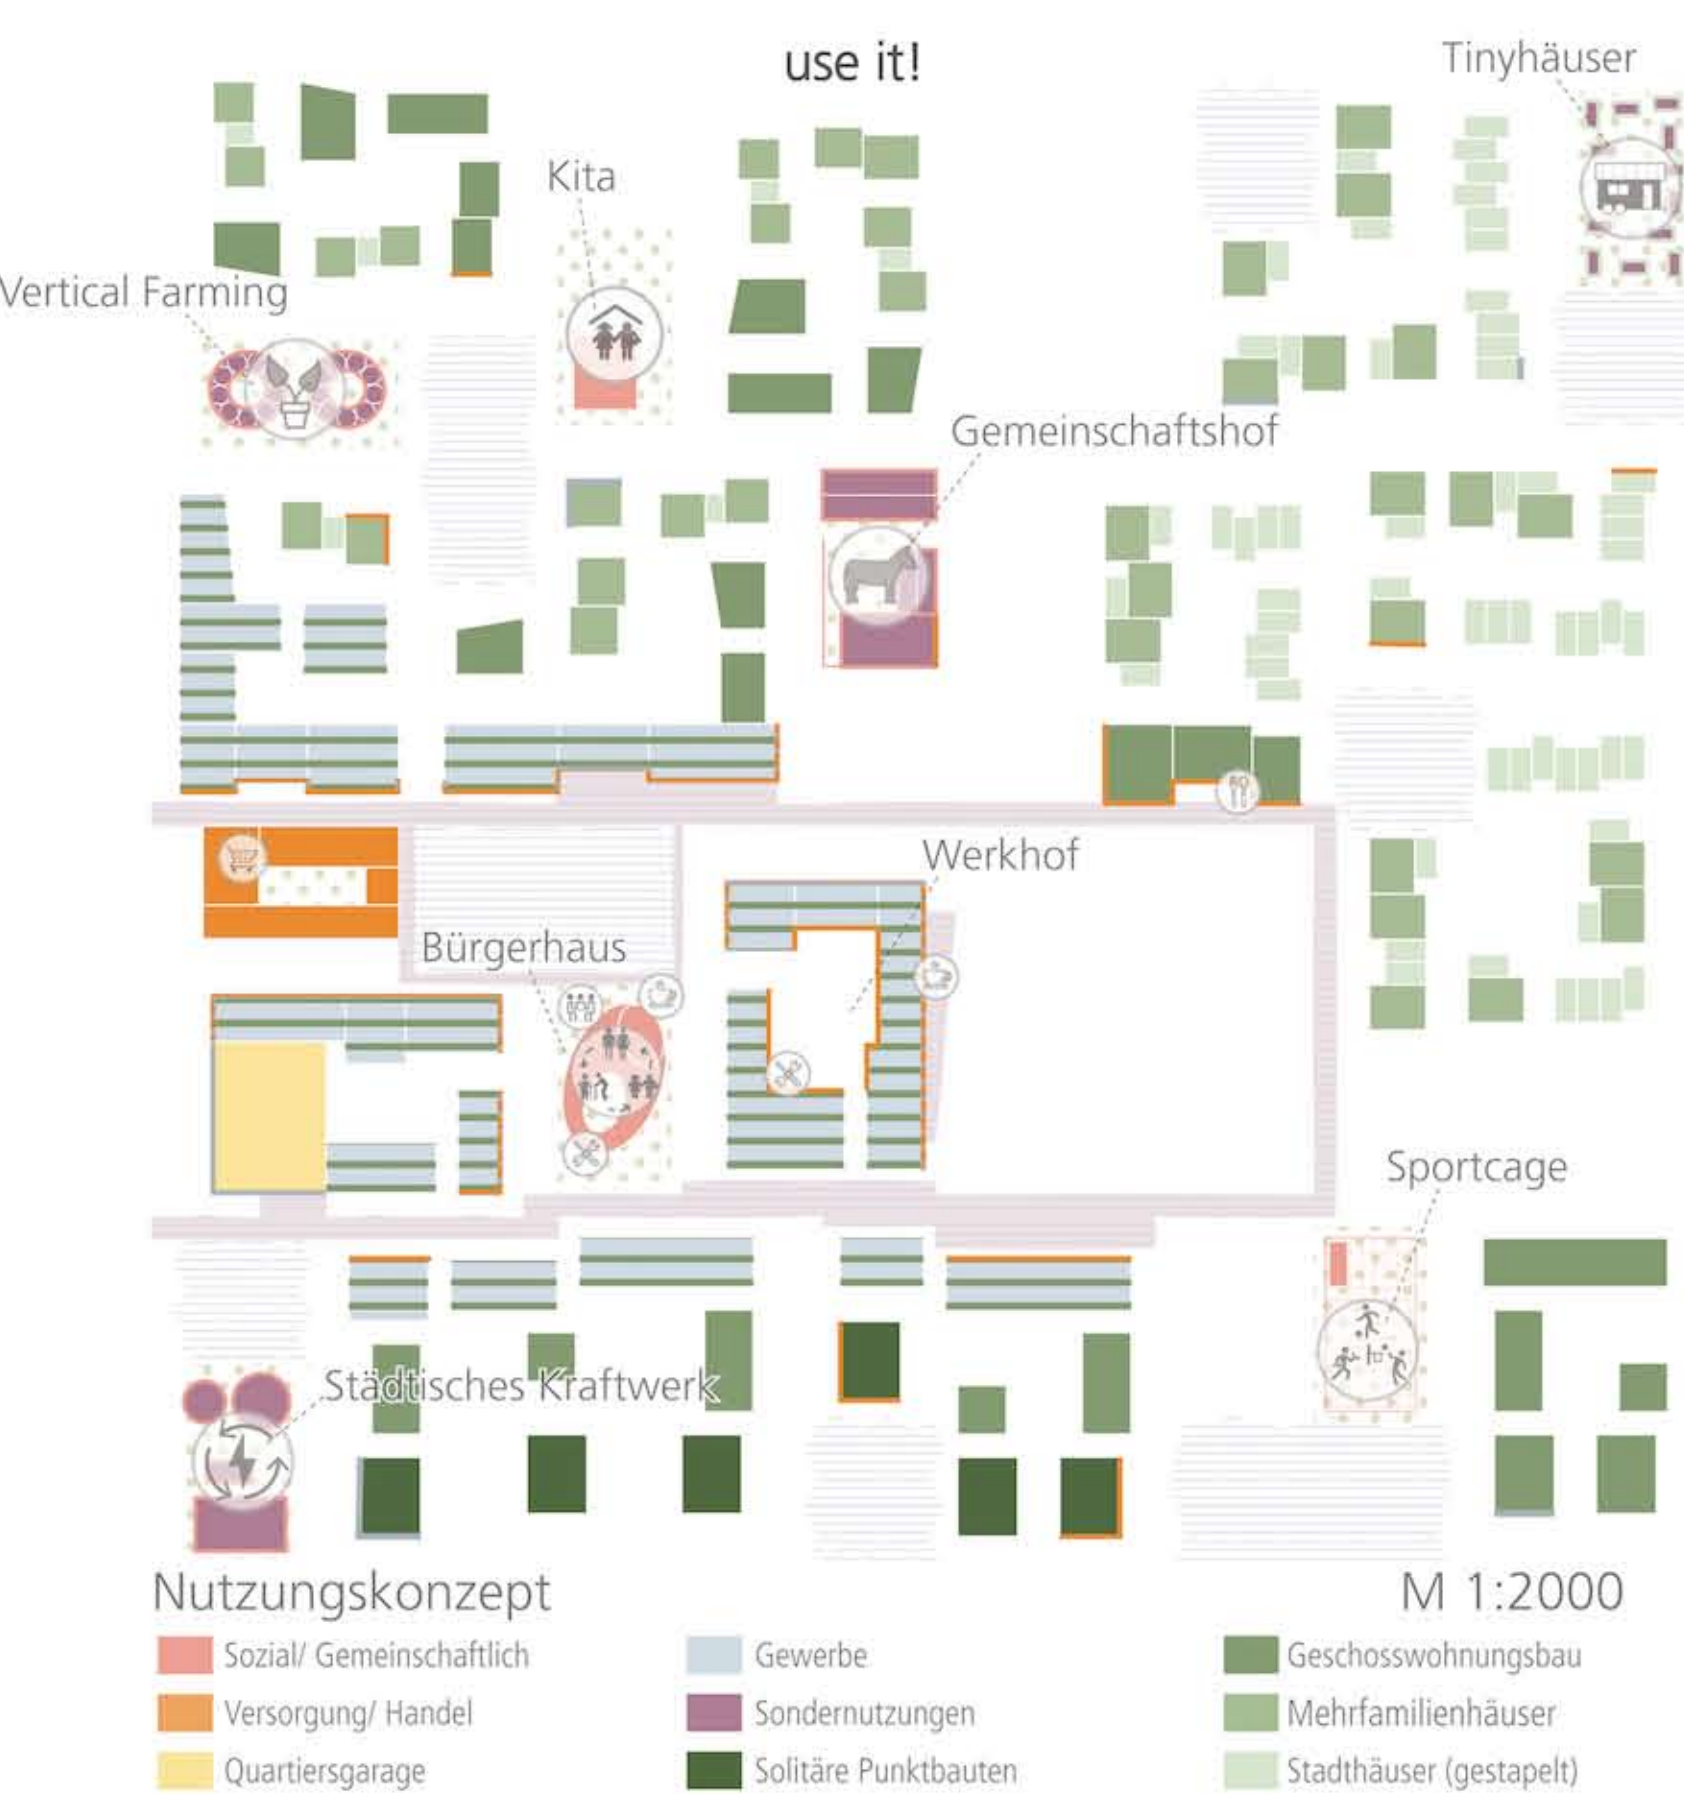 use it!
Tinyhäuser
Kita
Vertical Farming
Gemeinschaftshof
Werkhof
Bürgerhaus
Sportcage
Städtisches Kraftwerk
Nutzungskonzept
M 1:2000
Sozial/ Gemeinschaftlich
Gewerbe
Geschosswohnungsbau
Versorgung/ Handel
Sondernutzungen
Mehrfamilienhäuser
Quartiersgarage
Solitäre Punktbauten
Stadthäuser (gestapelt)